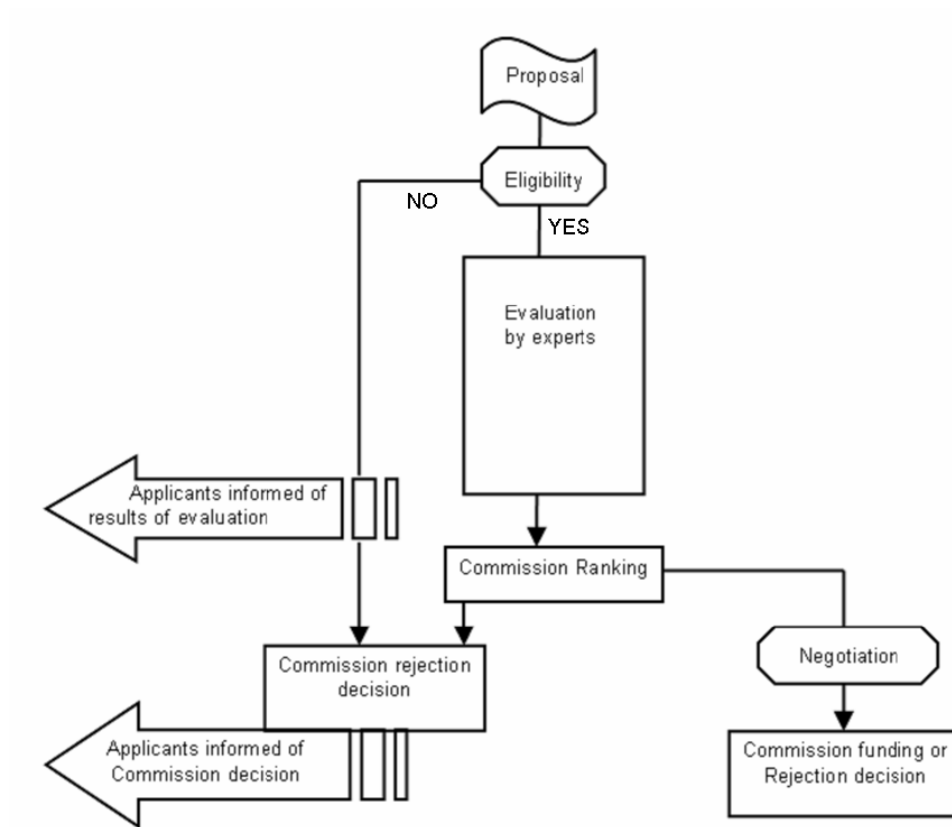 Proposal
Eligibility
NO
YES
Evaluation
by experts
Applicants informed of
results of evaluation
Commission Ranking
Commission rejection
decision
Negotiation
Applicants informed of
Commission decision
Commission funding or
Rejection decision